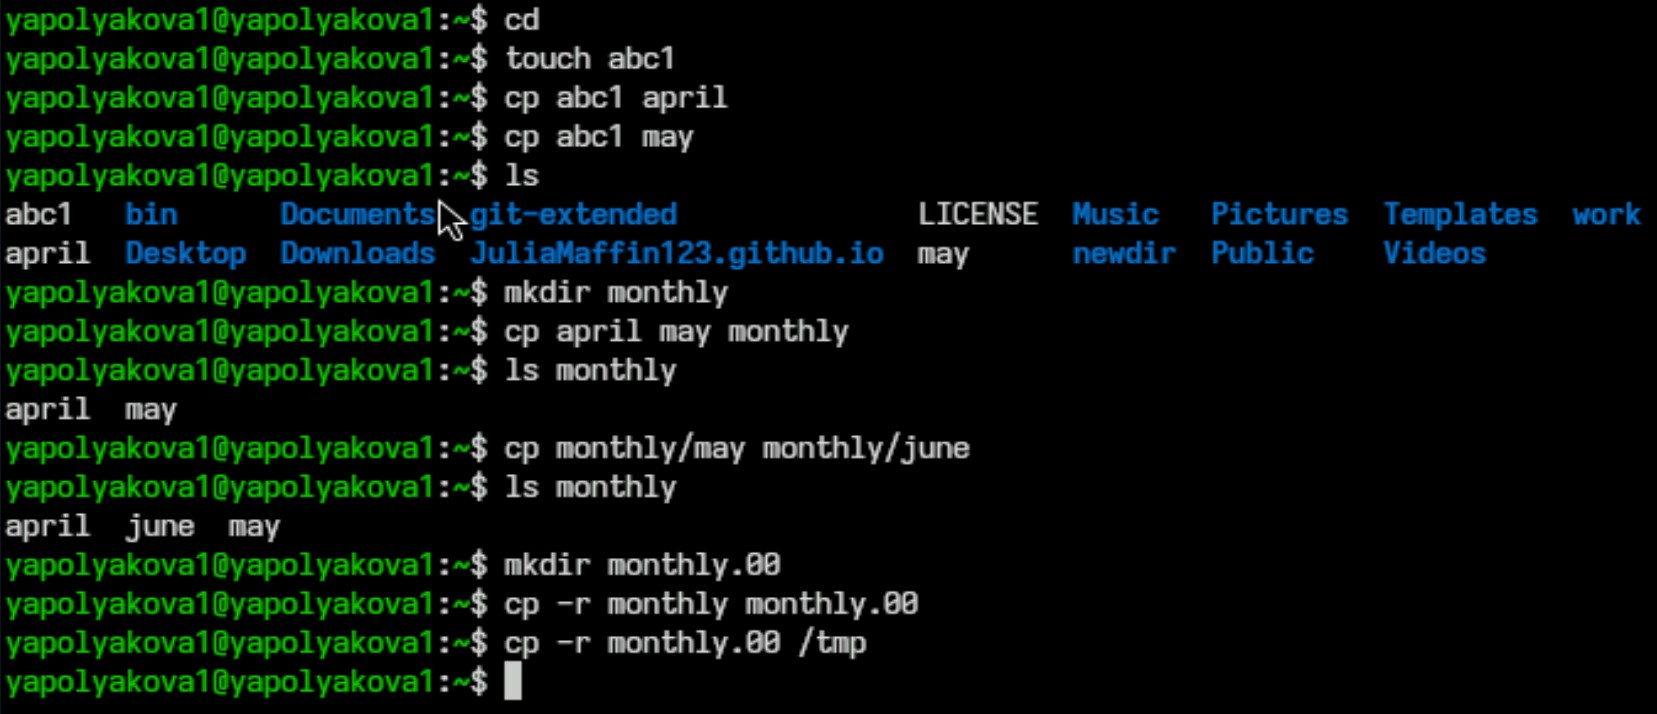 yapolyakova1@yapolyakova1:~$ cd
yapolyakova1@yapolyakova1:~$ touch abc1
yapolyakova1@yapolyakova1:~$ cp abc1 april
yapolyakova1@yapolyakova1:~$ cp abc1 may
yapolyakova1@yapolyakova1:~$ ls
abc1   bin      Documents  git-extended              LICENSE  Music   Pictures  Templates  work
april  Desktop  Downloads  JuliaMaffin123.github.io  may      newdir  Public    Videos
yapolyakova1@yapolyakova1:~$ mkdir monthly
yapolyakova1@yapolyakova1:~$ cp april may monthly
yapolyakova1@yapolyakova1:~$ ls monthly
april  may
yapolyakova1@yapolyakova1:~$ cp monthly/may monthly/june
yapolyakova1@yapolyakova1:~$ ls monthly
april  june  may
yapolyakova1@yapolyakova1:~$ mkdir monthly.00
yapolyakova1@yapolyakova1:~$ cp -r monthly monthly.00
yapolyakova1@yapolyakova1:~$ cp -r monthly.00 /tmp
yapolyakova1@yapolyakova1:~$